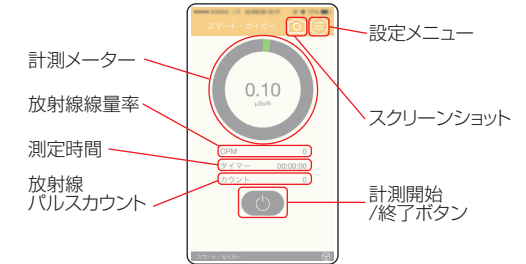 スマート・ガイガー
設定メニュー
計測メーター
0.10
μSv/h
放射線線量率
スクリーンショット
CPM 0
測定時間
タイマー 00:00:00
放射線
パルスカウント
カウント 0
計測開始
/終了ボタン
スマート・ガイガー